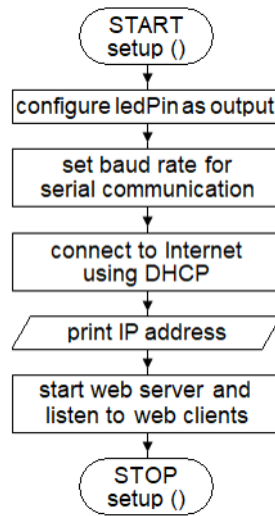 START
setup ()
configure ledPin as output
set baud rate for
serial communication
connect to Internet
using DHCP
print IP address
start web server and
listen to web clients
STOP
setup ()